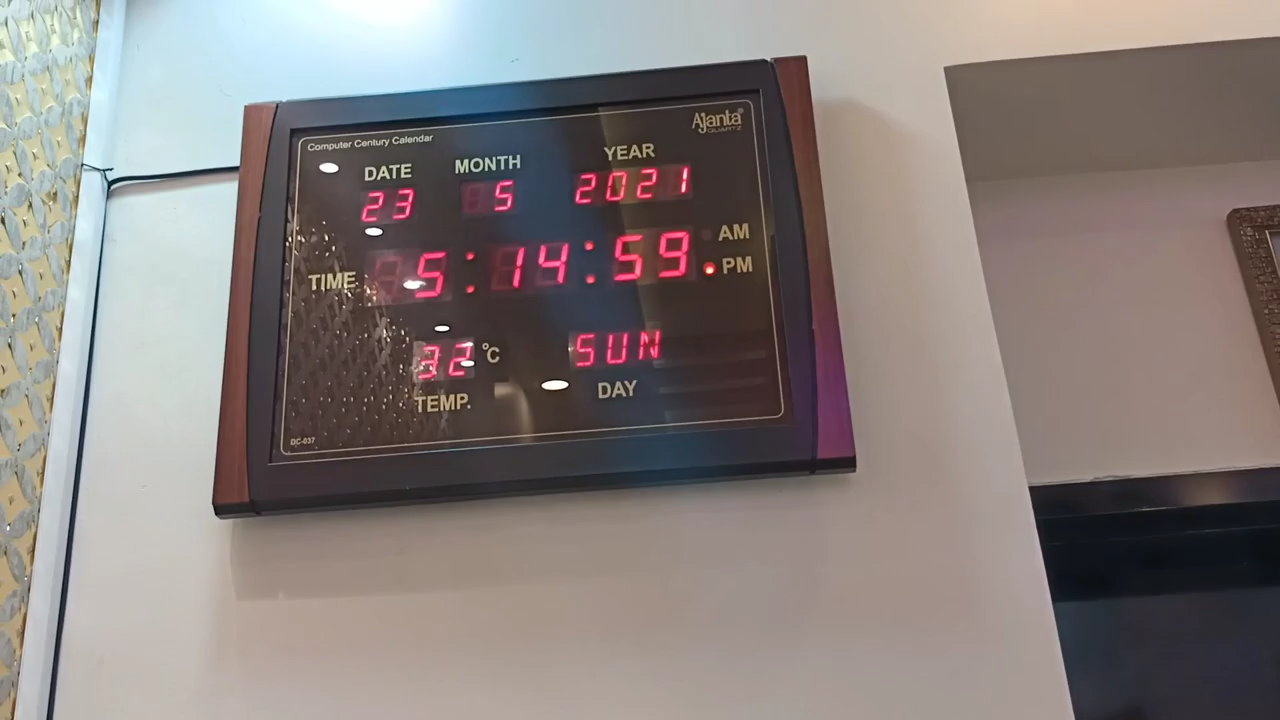 Computer Century Calendar
Ajanta®
QUARTZ
DATE MONTH YEAR
23 5 2021
TIME 5:14:59 AM
PM
32 °C SUN
TEMP. DAY
DC-037